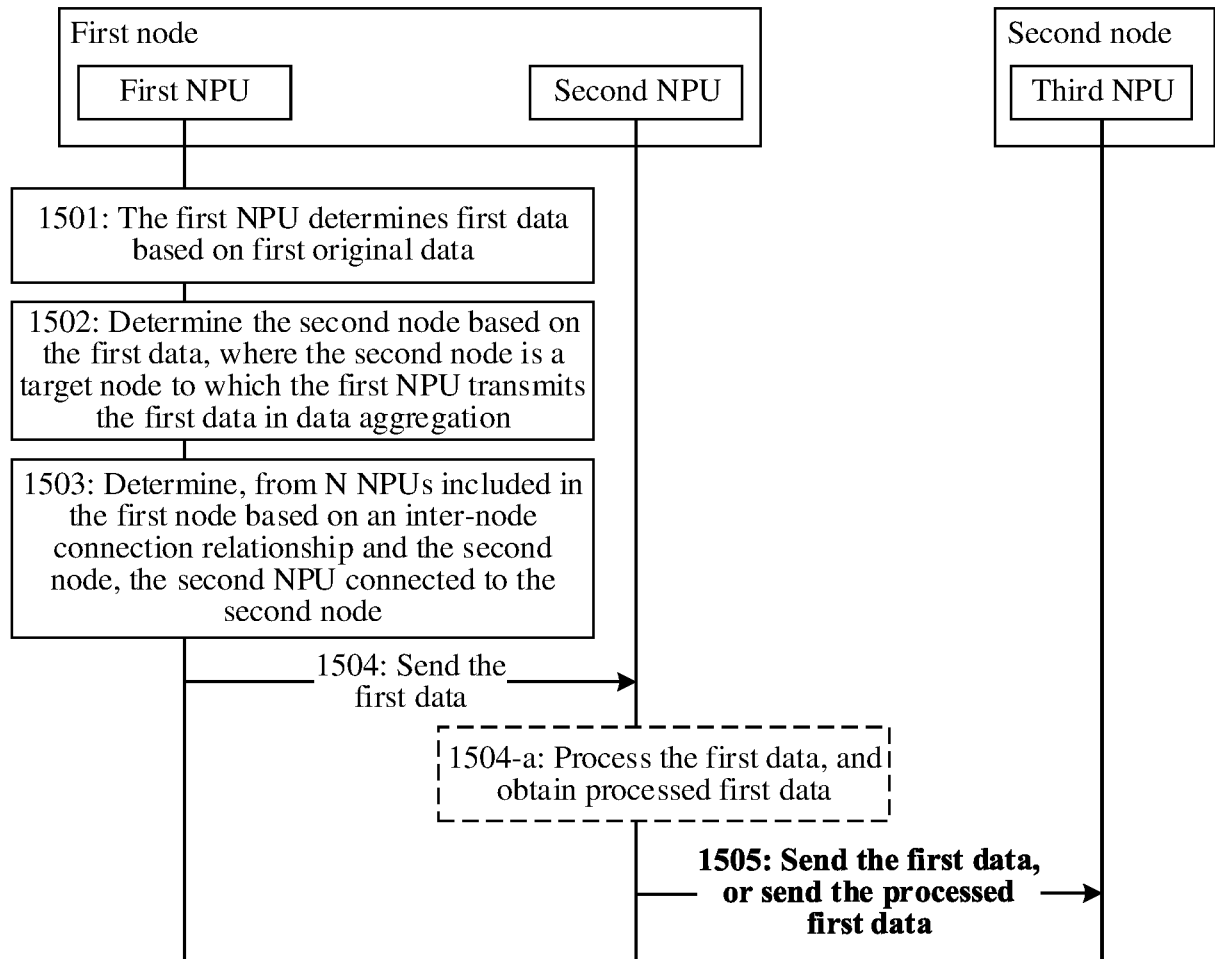 First node
Second node
First NPU
Second NPU
Third NPU
1501: The first NPU determines first data
based on first original data
1502: Determine the second node based on
the first data, where the second node is a
target node to which the first NPU transmits
the first data in data aggregation
1503: Determine, from N NPUs included in
the first node based on an inter-node
connection relationship and the second
node, the second NPU connected to the
second node
1504: Send the
first data
1504-a: Process the first data, and
obtain processed first data
1505: Send the first data,
or send the processed
first data